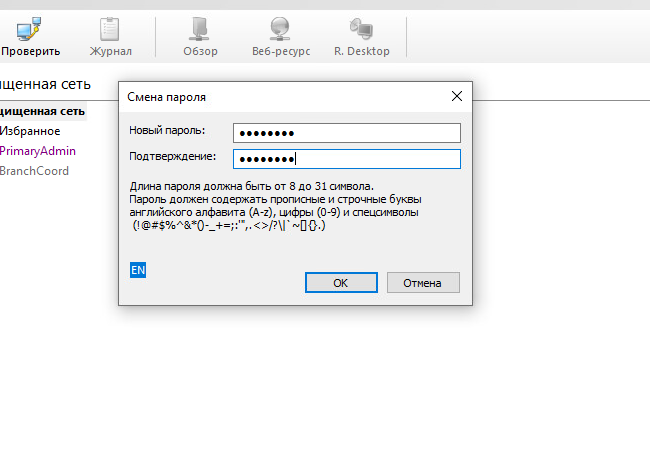 Проверить Журнал Обзор Веб-ресурс R. Desktop
щищенная сеть
Смена пароля
щищенная сеть
Избранное
PrimaryAdmin
BranchCoord
Новый пароль: ●●●●●●●●
Подтверждение: ●●●●●●●●
Длина пароля должна быть от 8 до 31 символа.
Пароль должен содержать прописные и строчные буквы
английского алфавита (A-z), цифры (0-9) и спецсимволы
(!@#$%^&*()-_+=;:'",.<>/?\|`~[]{}.)
EN
OK Отмена